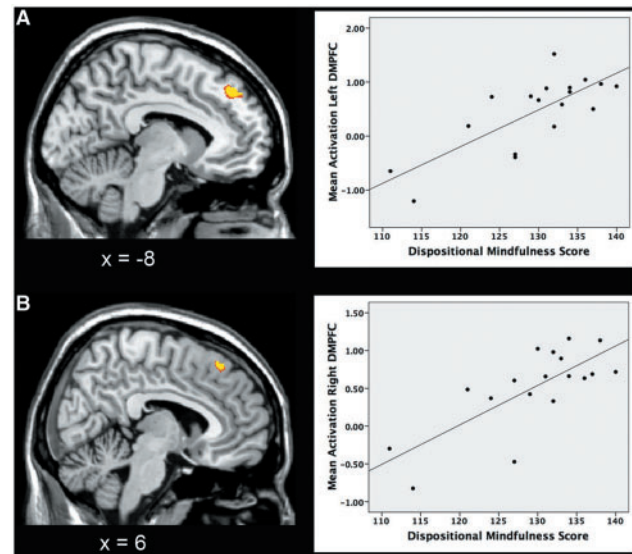 A
x = -8
Mean Activation Left DMPFC
2.00
1.00
0.00
-1.00
110 115 120 125 130 135 140
Dispositional Mindfulness Score
B
x = 6
Mean Activation Right DMPFC
1.50
1.00
0.50
0.00
-0.50
-1.00
110 115 120 125 130 135 140
Dispositional Mindfulness Score